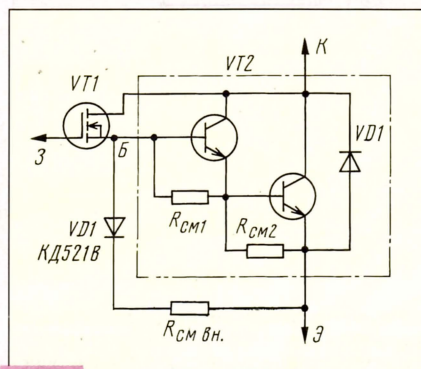 К
VT1
VT2
З
Б
VD1
Rсм1
VD1
КД521В
Rсм2
Rсм вн.
Э